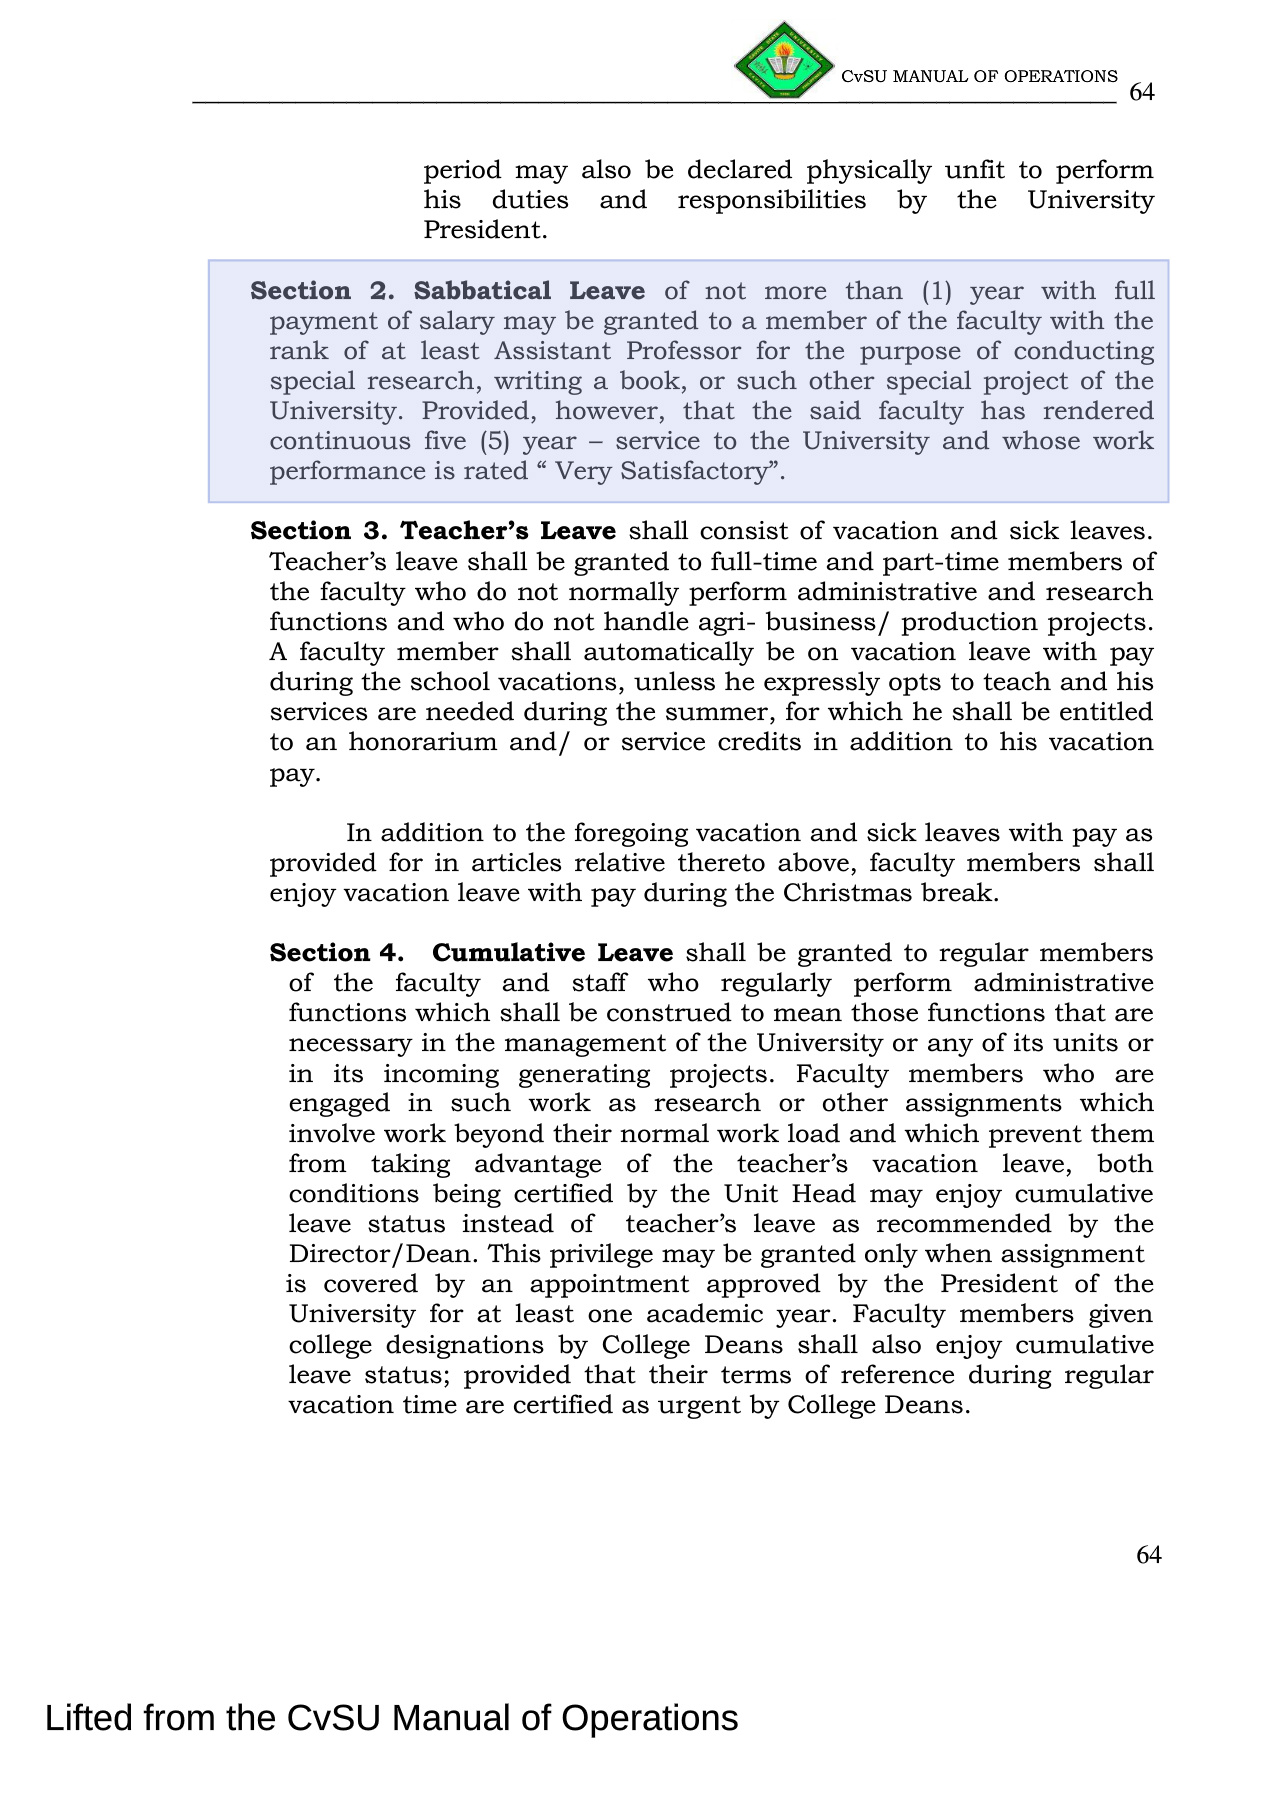 CvSU MANUAL OF OPERATIONS 64
period may also be declared physically unfit to perform
his duties and responsibilities by the University
President.
Section 2. Sabbatical Leave of not more than (1) year with full
payment of salary may be granted to a member of the faculty with the
rank of at least Assistant Professor for the purpose of conducting
special research, writing a book, or such other special project of the
University. Provided, however, that the said faculty has rendered
continuous five (5) year – service to the University and whose work
performance is rated “ Very Satisfactory”.
Section 3. Teacher’s Leave shall consist of vacation and sick leaves.
Teacher’s leave shall be granted to full-time and part-time members of
the faculty who do not normally perform administrative and research
functions and who do not handle agri- business/ production projects.
A faculty member shall automatically be on vacation leave with pay
during the school vacations, unless he expressly opts to teach and his
services are needed during the summer, for which he shall be entitled
to an honorarium and/ or service credits in addition to his vacation
pay.
In addition to the foregoing vacation and sick leaves with pay as
provided for in articles relative thereto above, faculty members shall
enjoy vacation leave with pay during the Christmas break.
Section 4. Cumulative Leave shall be granted to regular members
of the faculty and staff who regularly perform administrative
functions which shall be construed to mean those functions that are
necessary in the management of the University or any of its units or
in its incoming generating projects. Faculty members who are
engaged in such work as research or other assignments which
involve work beyond their normal work load and which prevent them
from taking advantage of the teacher’s vacation leave, both
conditions being certified by the Unit Head may enjoy cumulative
leave status instead of teacher’s leave as recommended by the
Director/Dean. This privilege may be granted only when assignment
is covered by an appointment approved by the President of the
University for at least one academic year. Faculty members given
college designations by College Deans shall also enjoy cumulative
leave status; provided that their terms of reference during regular
vacation time are certified as urgent by College Deans.
64
Lifted from the CvSU Manual of Operations